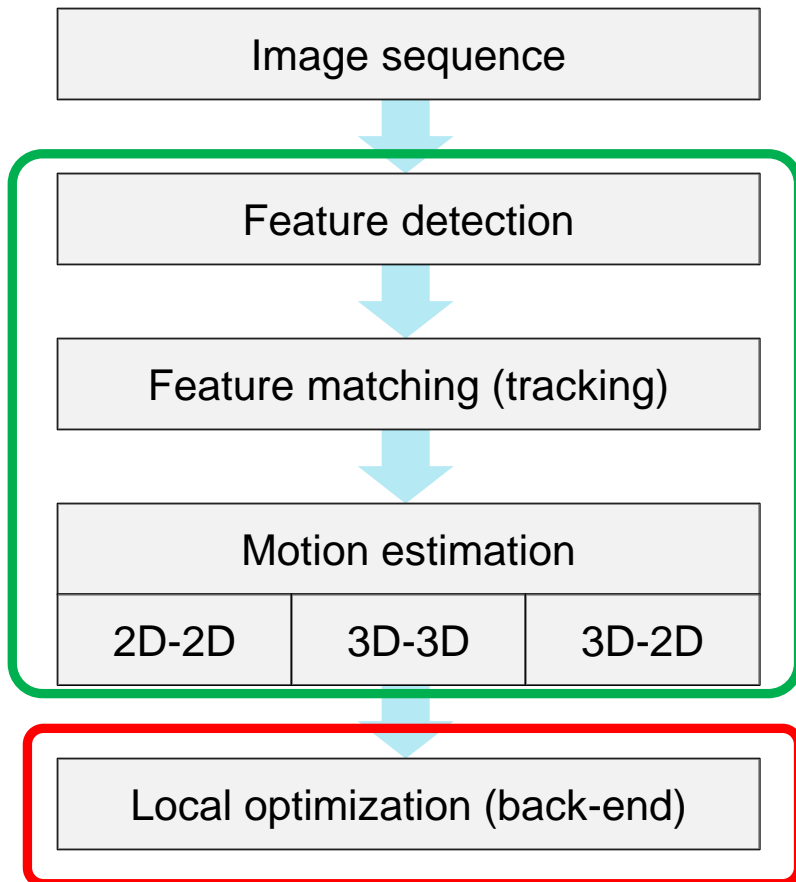 Image sequence
Feature detection
Feature matching (tracking)
Motion estimation
2D-2D 3D-3D 3D-2D
Local optimization (back-end)